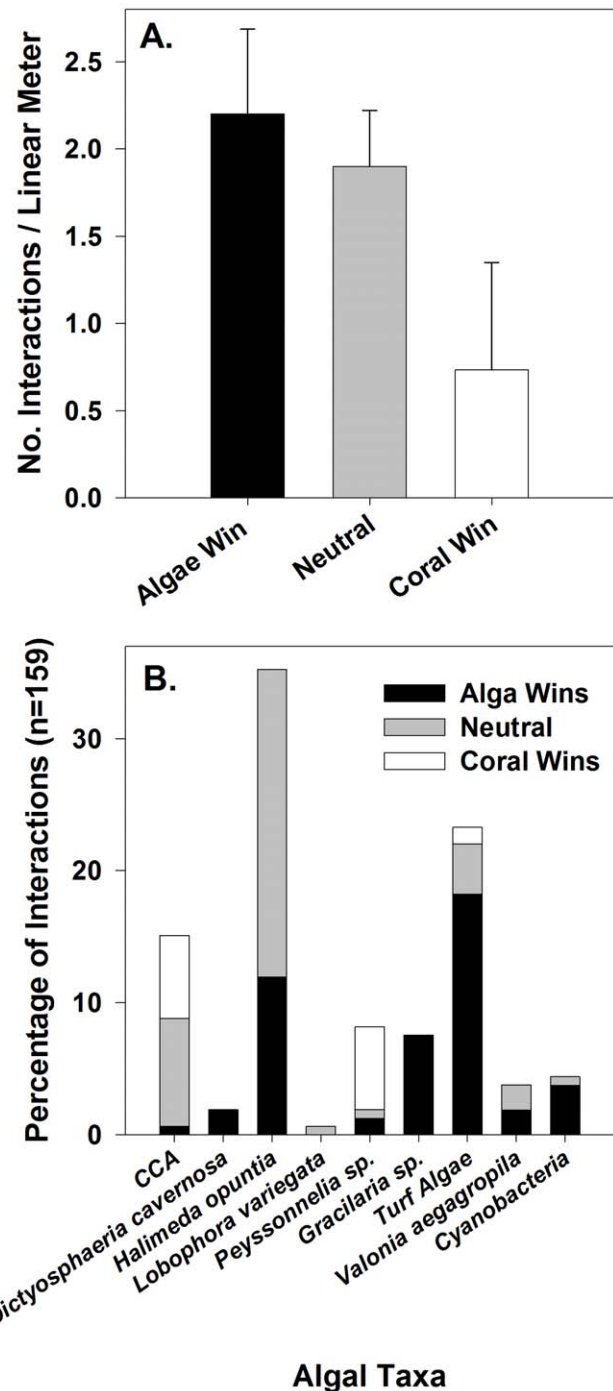 A.
No. Interactions / Linear Meter
2.5
2.0
1.5
1.0
0.5
0.0
Algae Win
Neutral
Coral Win
B.
Percentage of Interactions (n=159)
30
20
10
0
Alga Wins
Neutral
Coral Wins
CCA
Dictyosphaeria cavernosa
Halimeda opuntia
Lobophora variegata
Peyssonnelia sp.
Gracilaria sp.
Turf Algae
Valonia aegagropila
Cyanobacteria
Algal Taxa